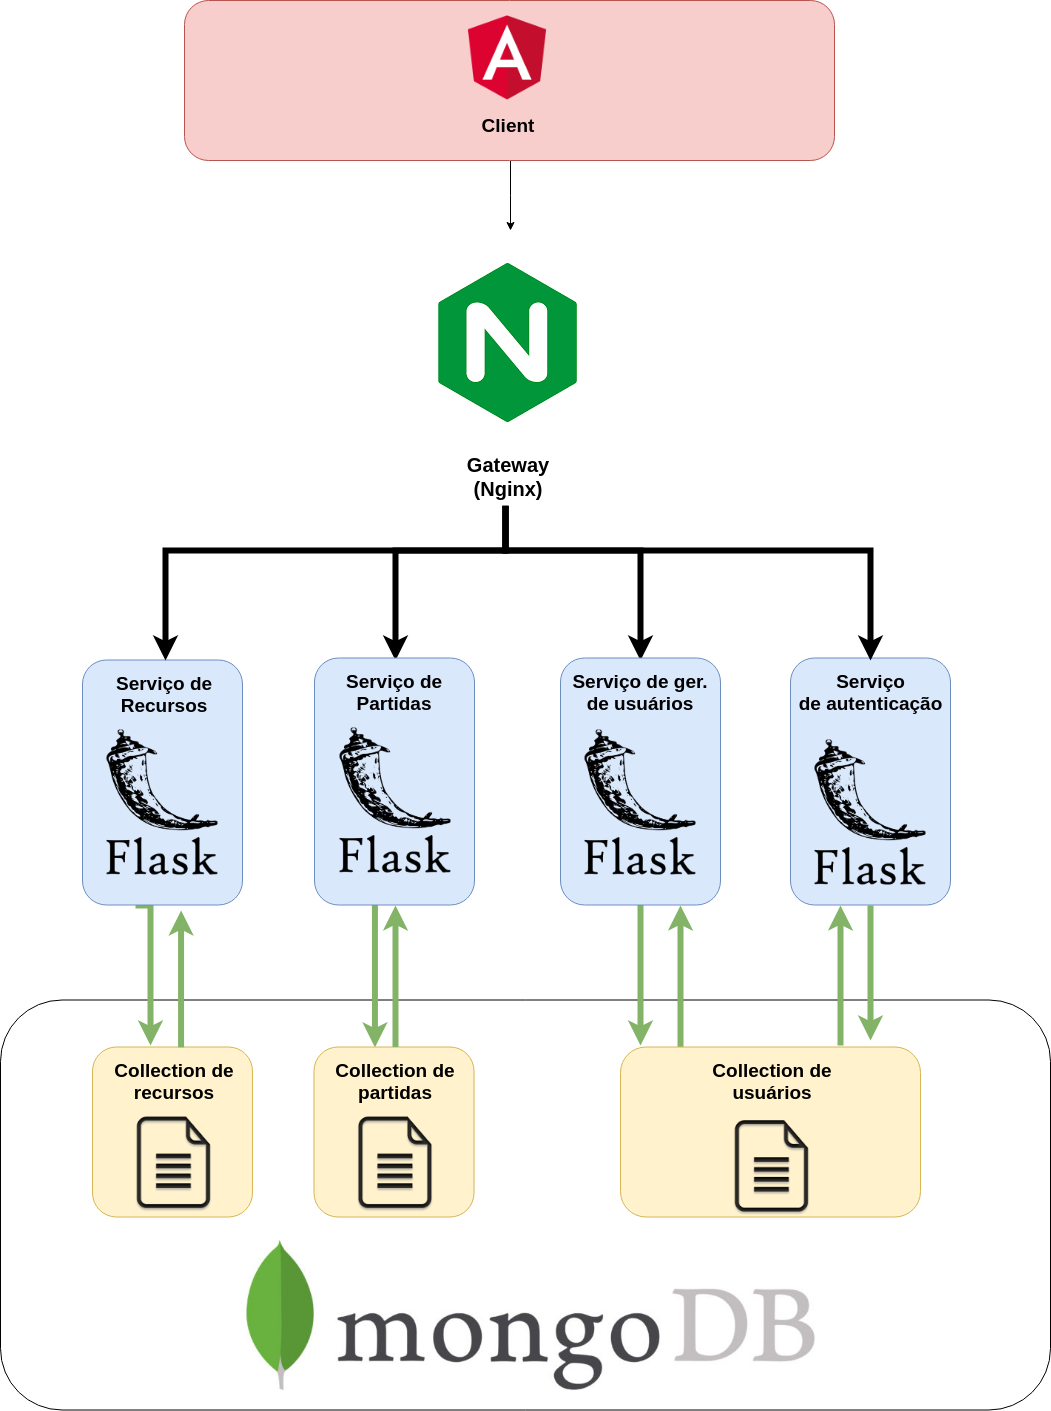 Client
Gateway
(Nginx)
Serviço de
Recursos
Flask
Serviço de
Partidas
Flask
Serviço de ger.
de usuários
Flask
Serviço
de autenticação
Flask
Collection de
recursos
Collection de
partidas
Collection de
usuários
mongoDB